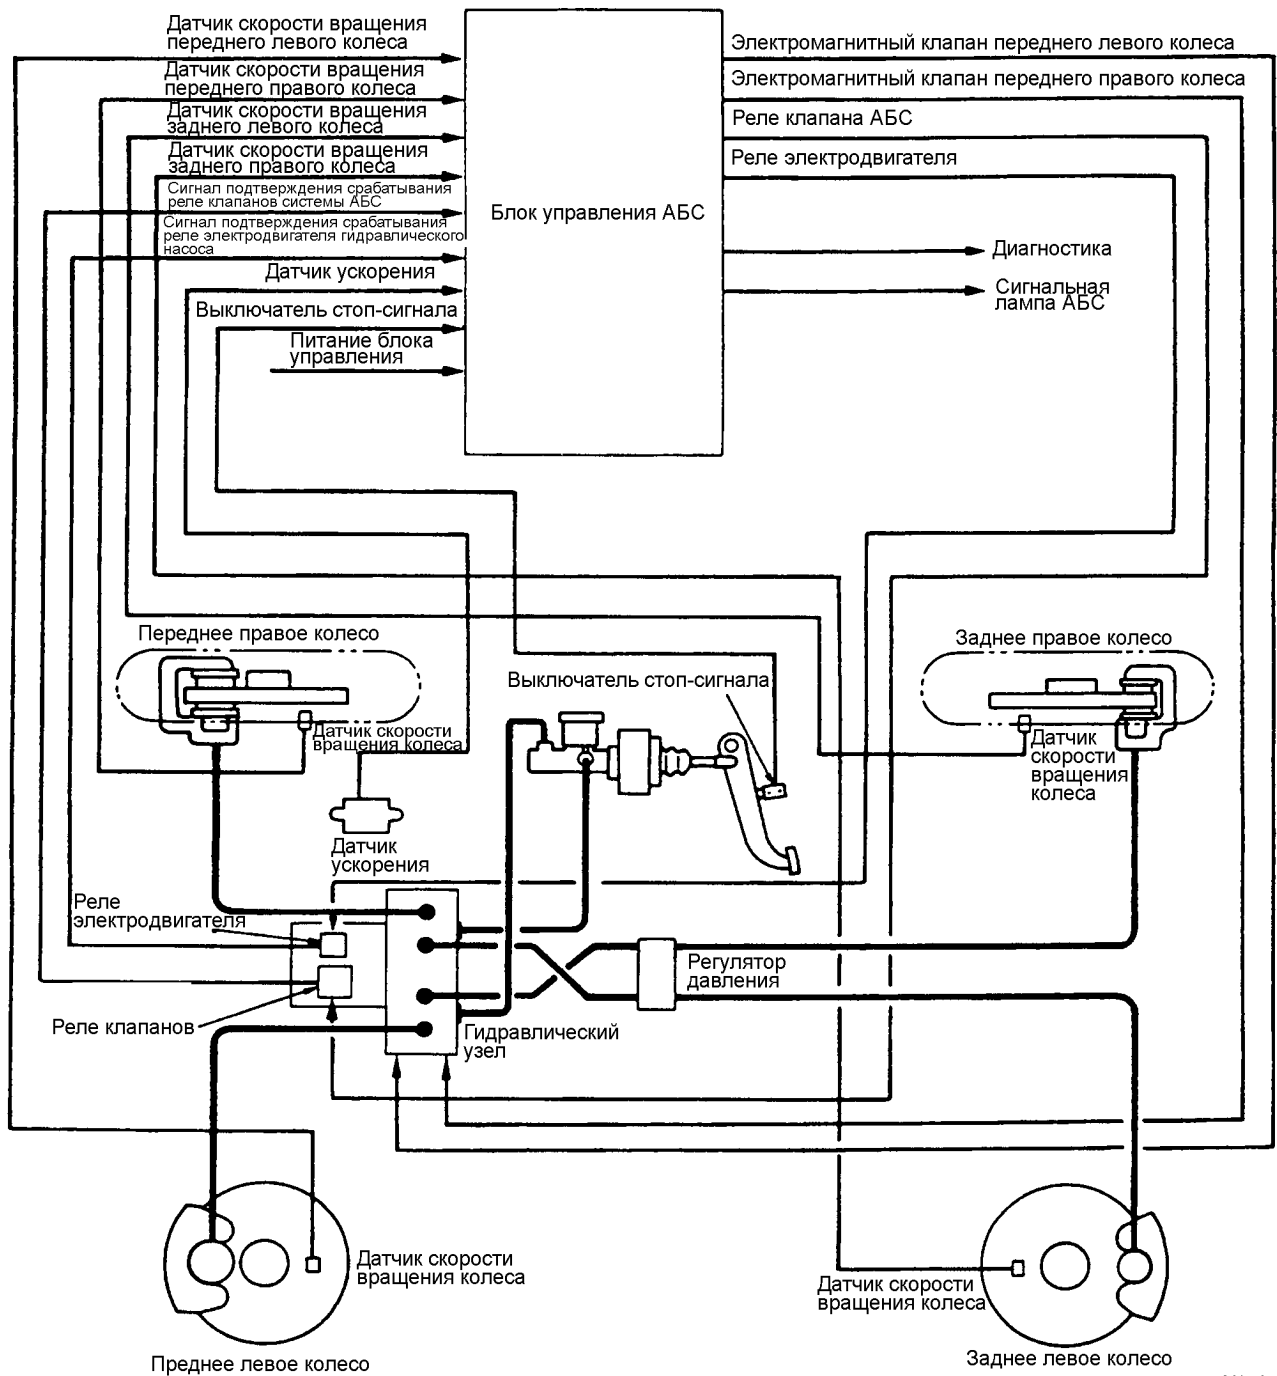 Датчик скорости вращения
переднего левого колеса
Датчик скорости вращения
переднего правого колеса
Датчик скорости вращения
заднего левого колеса
Датчик скорости вращения
заднего правого колеса
Сигнал подтверждения срабатывания
реле клапанов системы АБС
Сигнал подтверждения срабатывания
реле электродвигателя гидравлического
насоса
Датчик ускорения
Выключатель стоп-сигнала
Питание блока
управления
Блок управления АБС
Электромагнитный клапан переднего левого колеса
Электромагнитный клапан переднего правого колеса
Реле клапана АБС
Реле электродвигателя
Диагностика
Сигнальная
лампа АБС
Переднее правое колесо
Датчик скорости
вращения колеса
Выключатель стоп-сигнала
Заднее правое колесо
Датчик
скорости
вращения
колеса
Датчик
ускорения
Реле
электродвигателя
Реле клапанов
Гидравлический
узел
Регулятор
давления
Датчик скорости
вращения колеса
Преднее левое колесо
Датчик скорости
вращения колеса
Заднее левое колесо